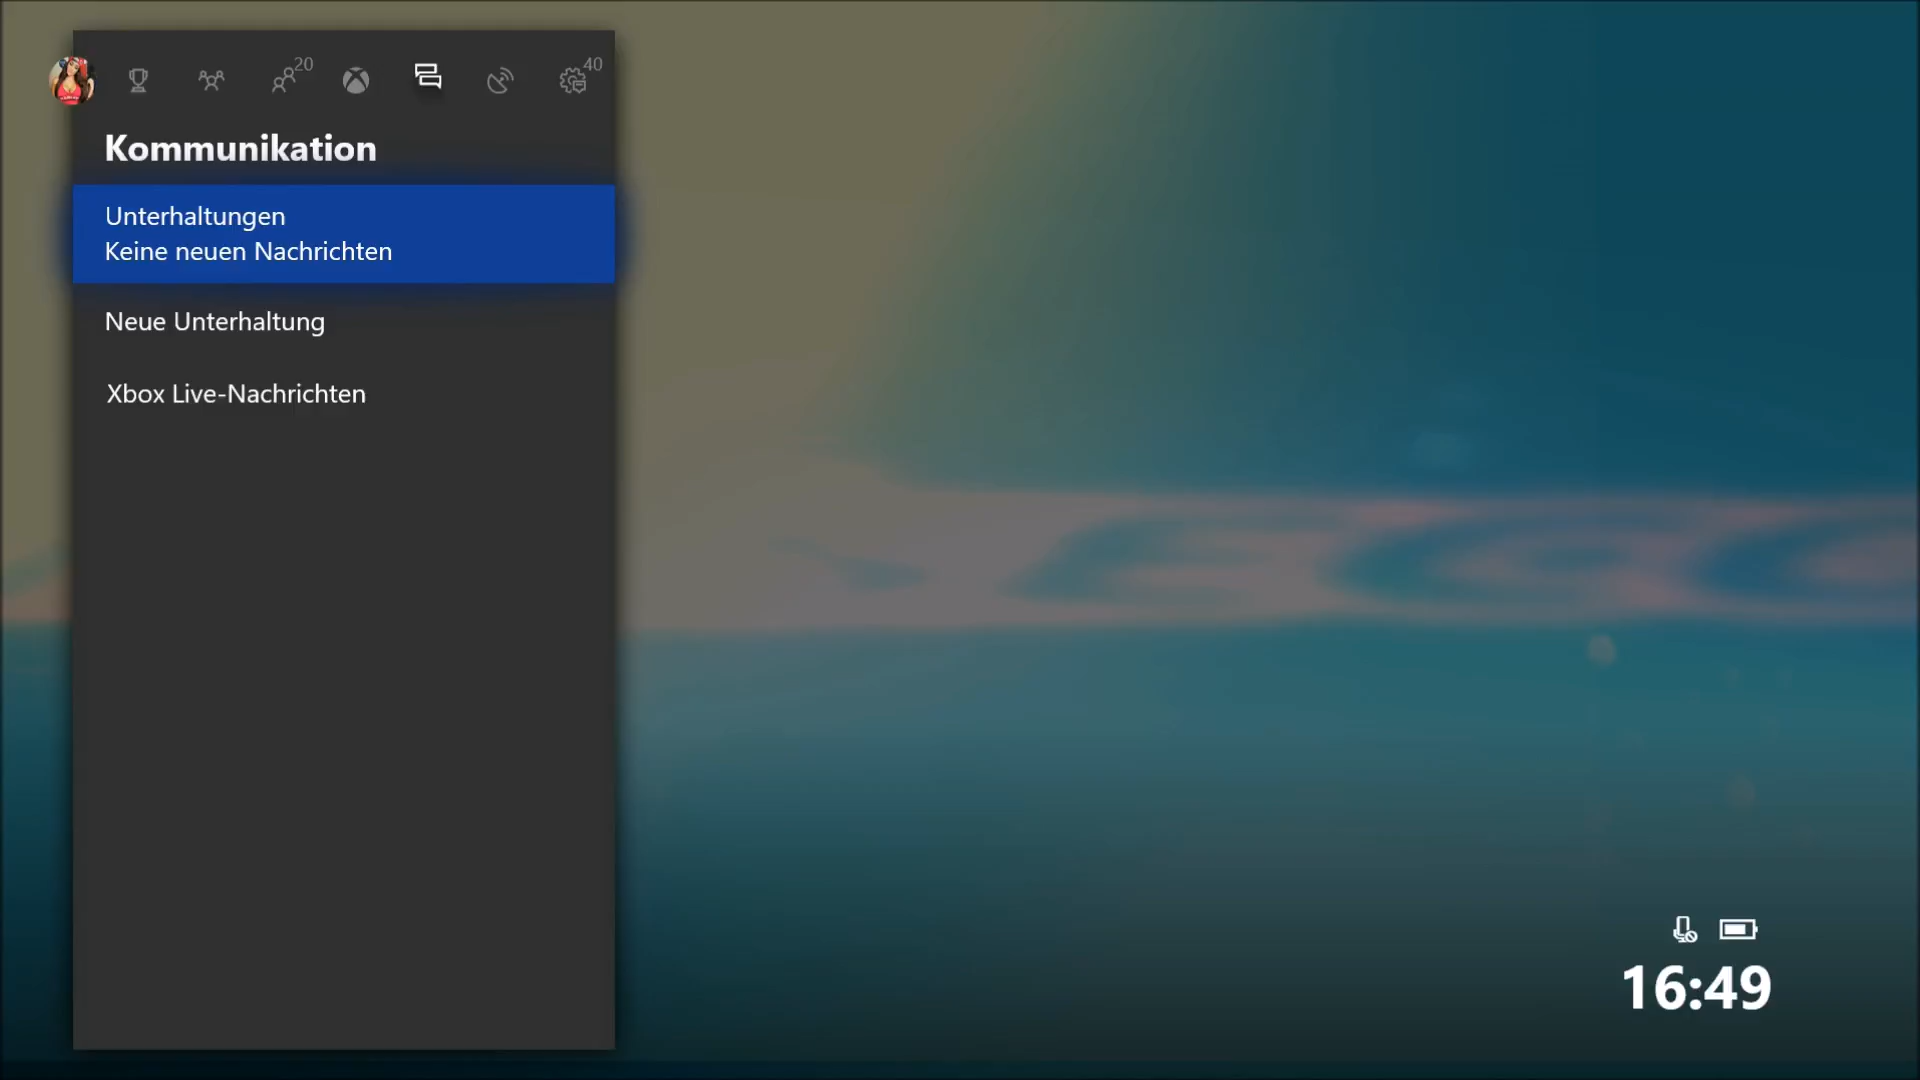 20
40
Kommunikation
Unterhaltungen
Keine neuen Nachrichten
Neue Unterhaltung
Xbox Live-Nachrichten
16:49